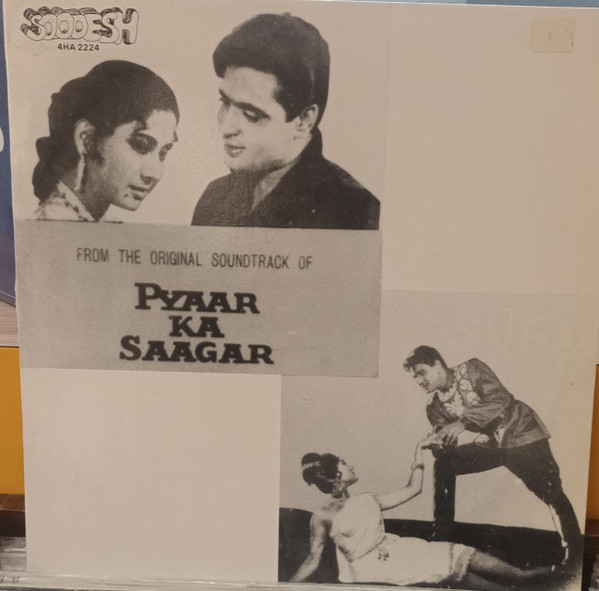 SOODESH
4HA 2224
FROM THE ORIGINAL SOUNDTRACK OF
PYAAR
KA
SAAGAR